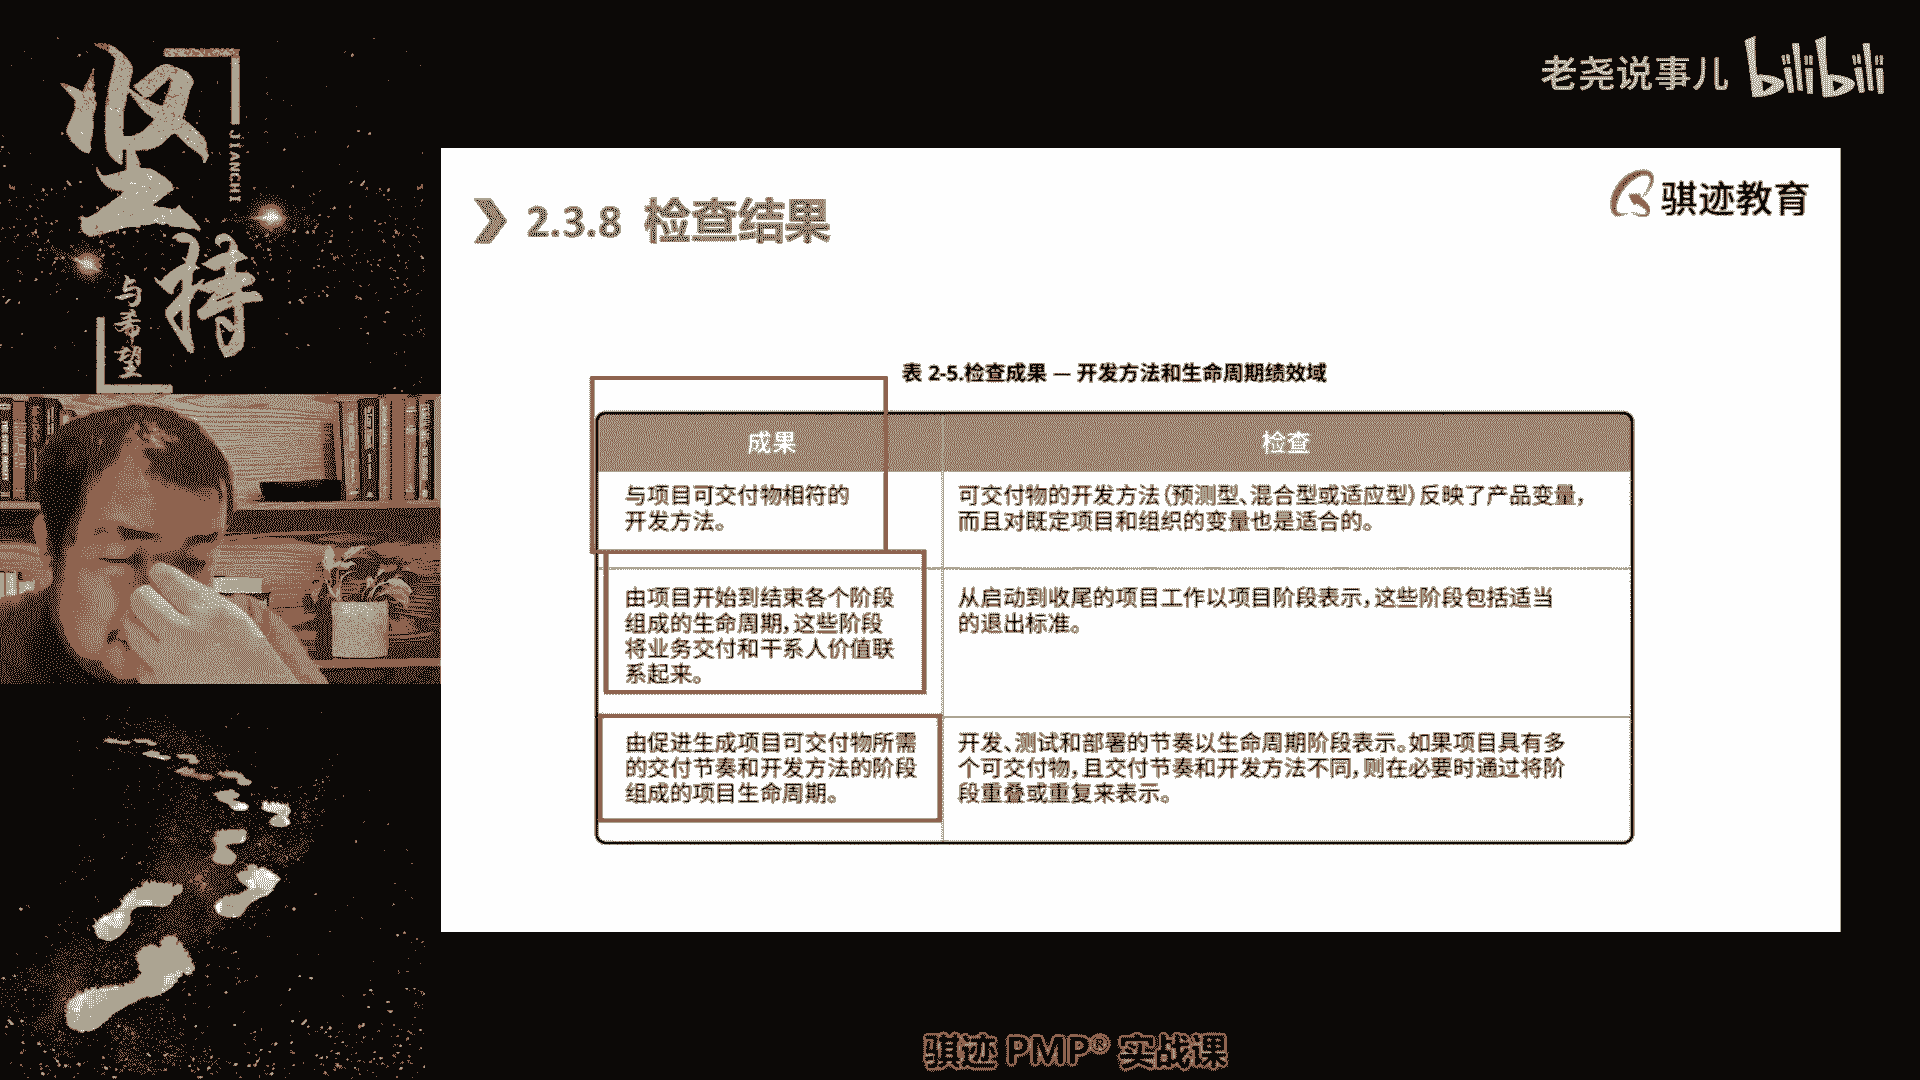 坚持
JIANCHI
与希望
老尧说事儿 bilibili
骐迹教育
2.3.8 检查结果
表 2-5.检查成果 — 开发方法和生命周期绩效域
成果
检查
与项目可交付物相符的
开发方法。
可交付物的开发方法（预测型、混合型或适应型）反映了产品变量，
而且对既定项目和组织的变量也是适合的。
由项目开始到结束各个阶段
组成的生命周期，这些阶段
将业务交付和干系人价值联
系起来。
从启动到收尾的项目工作以项目阶段表示，这些阶段包括适当
的退出标准。
由促进生成项目可交付物所需
的交付节奏和开发方法的阶段
组成的项目生命周期。
开发、测试和部署的节奏以生命周期阶段表示。如果项目具有多
个可交付物，且交付节奏和开发方法不同，则在必要时通过将阶
段重叠或重复来表示。
骐迹 PMP® 实战课